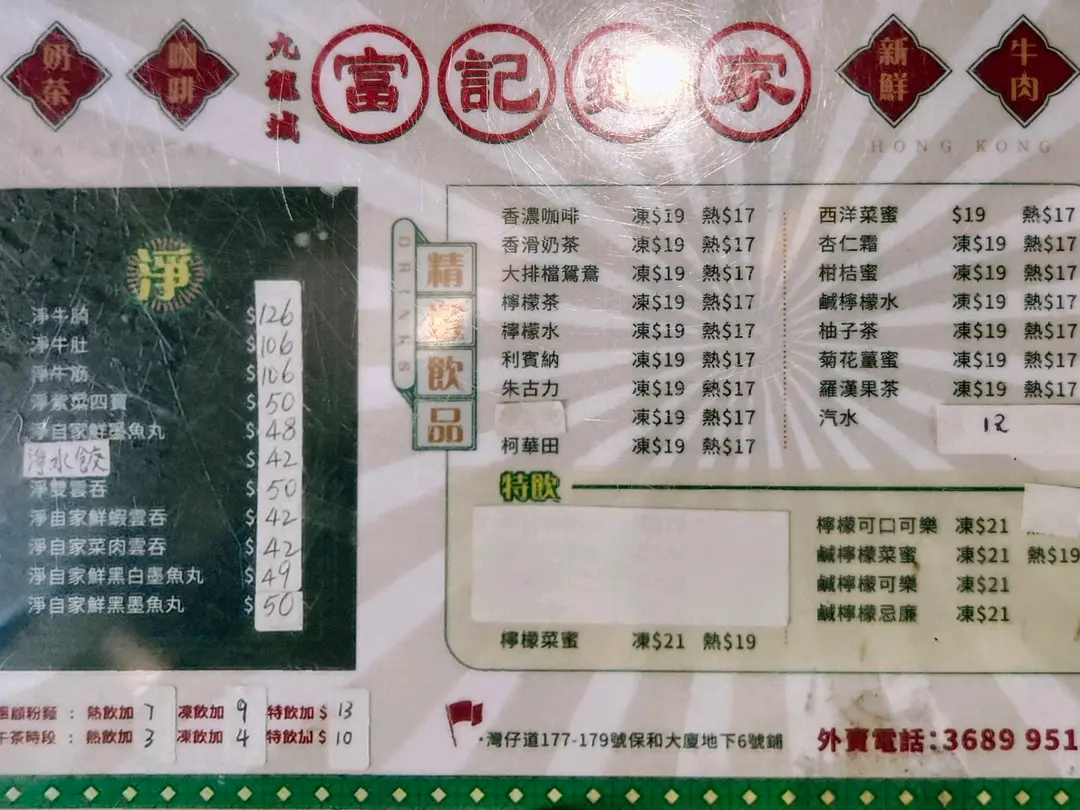 奶茶 咖啡 九龍城 富記麵家 新鮮 牛肉
HONG KONG
淨
淨牛腩 $126
淨牛肚 $106
淨牛筋 $106
淨紫菜四寶 $50
淨自家鮮墨魚丸 $48
淨水餃 $42
淨雙雲吞 $50
淨自家鮮蝦雲吞 $42
淨自家菜肉雲吞 $42
淨自家鮮黑白墨魚丸 $49
淨自家鮮黑墨魚丸 $50
DRINKS
精
飲品
香濃咖啡 凍$19 熱$17
香滑奶茶 凍$19 熱$17
大排檔鴛鴦 凍$19 熱$17
檸檬茶 凍$19 熱$17
檸檬水 凍$19 熱$17
利賓納 凍$19 熱$17
朱古力 凍$19 熱$17
凍$19 熱$17
柯華田 凍$19 熱$17
西洋菜蜜 $19 熱$17
杏仁霜 凍$19 熱$17
柑桔蜜 凍$19 熱$17
鹹檸檬水 凍$19 熱$17
柚子茶 凍$19 熱$17
菊花蜜 凍$19 熱$17
羅漢果茶 凍$19 熱$17
汽水 12
特飲
檸檬菜蜜 凍$21 熱$19
檸檬可口可樂 凍$21
鹹檸檬菜蜜 凍$21 熱$19
鹹檸檬可樂 凍$21
鹹檸檬忌廉 凍$21
惠顧粉麵：熱飲加 7 凍飲加 9 特飲加$ 13
午茶時段：熱飲加 3 凍飲加 4 特飲加$ 10
·灣仔道177-179號保和大廈地下6號鋪
外賣電話：3689 951